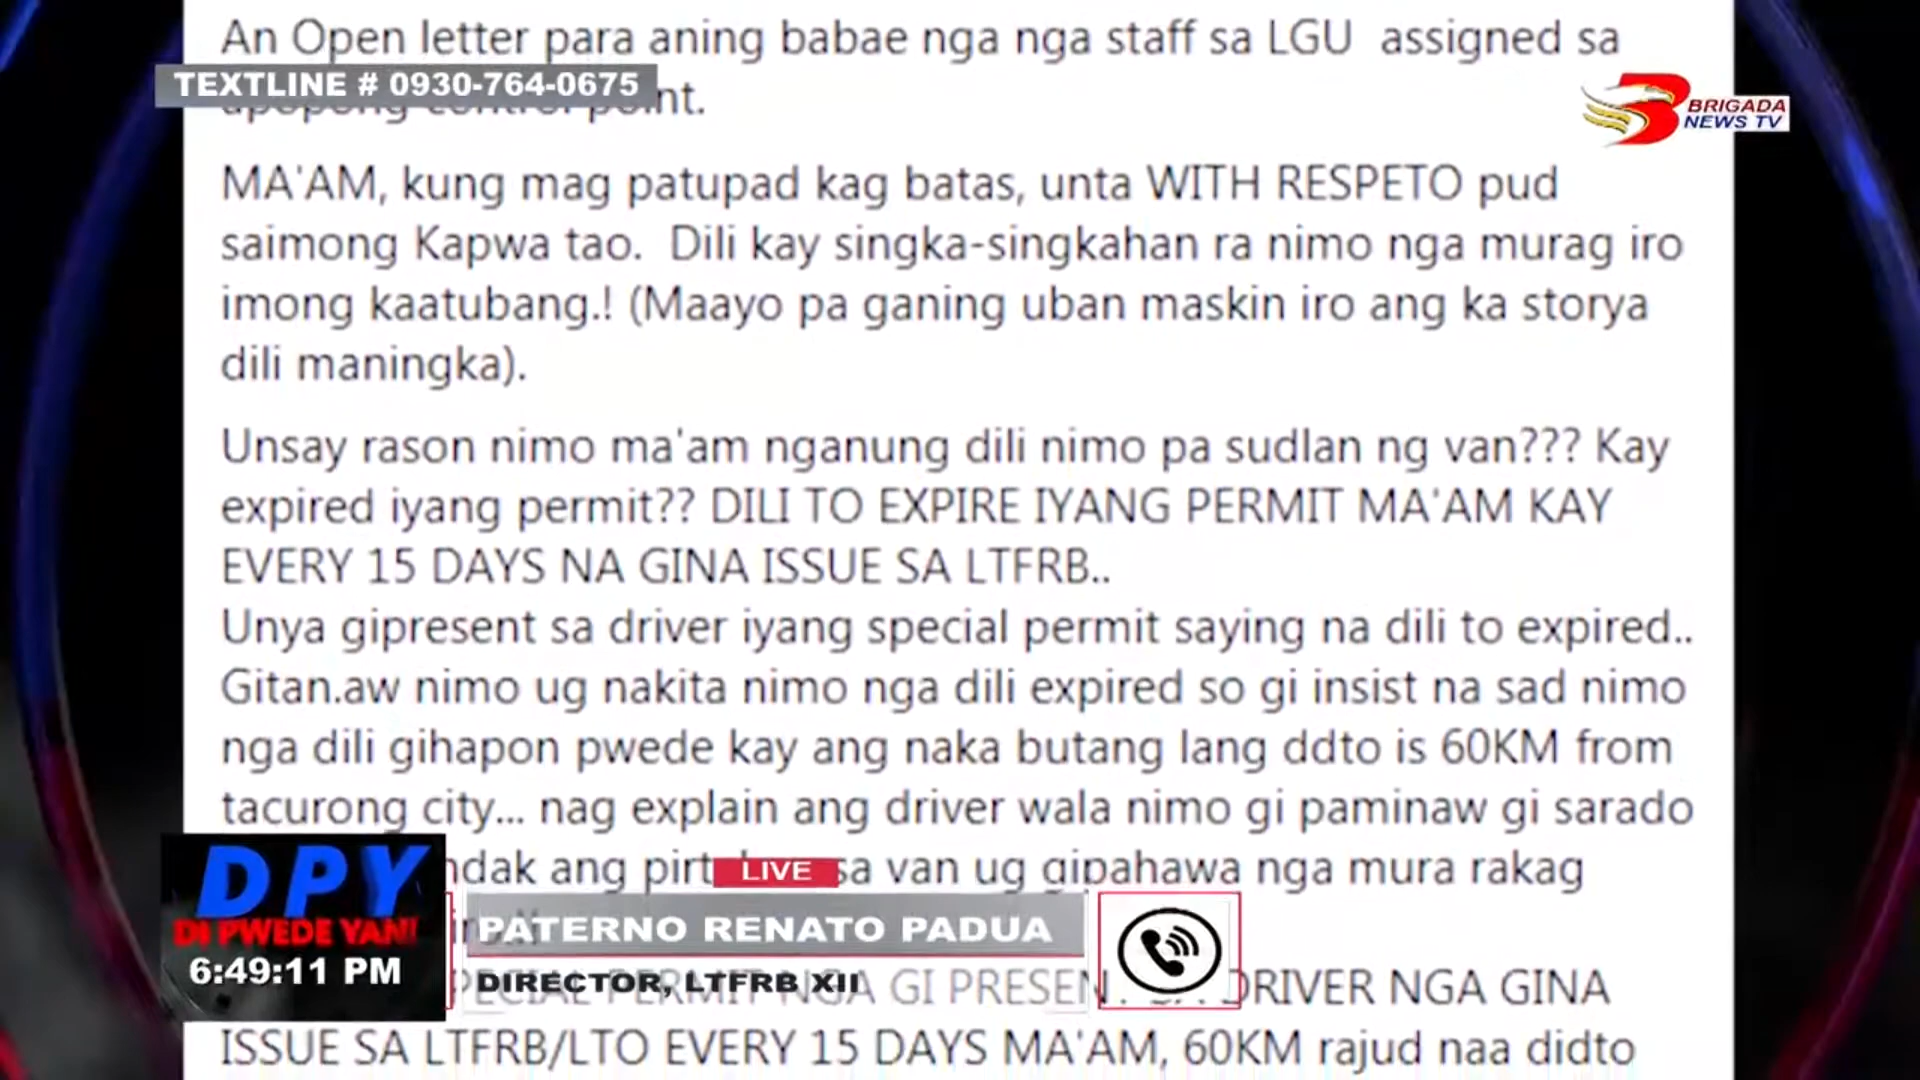 An Open letter para aning babae nga nga staff sa LGU assigned sa
TEXTLINE # 0930-764-0675
apopong control point.
BRIGADA
NEWS TV
MA'AM, kung mag patupad kag batas, unta WITH RESPETO pud
saimong Kapwa tao. Dili kay singka-singkahan ra nimo nga murag iro
imong kaatubang.! (Maayo pa ganing uban maskin iro ang ka storya
dili maningka).
Unsay rason nimo ma'am nganung dili nimo pa sudlan ng van??? Kay
expired iyang permit?? DILI TO EXPIRE IYANG PERMIT MA'AM KAY
EVERY 15 DAYS NA GINA ISSUE SA LTFRB..
Unya gipresent sa driver iyang special permit saying na dili to expired..
Gitan.aw nimo ug nakita nimo nga dili expired so gi insist na sad nimo
nga dili gihapon pwede kay ang naka butang lang ddto is 60KM from
tacurong city... nag explain ang driver wala nimo gi paminaw gi sarado
ang sa van ug gipahawa nga mura rakag
LIVE
DPY
DI PWEDE YAN!
6:49:11 PM
PATERNO RENATO PADUA
DIRECTOR, LTFRB XII
SPECIAL PERMIT NGA GI PRESENT SA DRIVER NGA GINA
ISSUE SA LTFRB/LTO EVERY 15 DAYS MA'AM, 60KM rajud naa didto